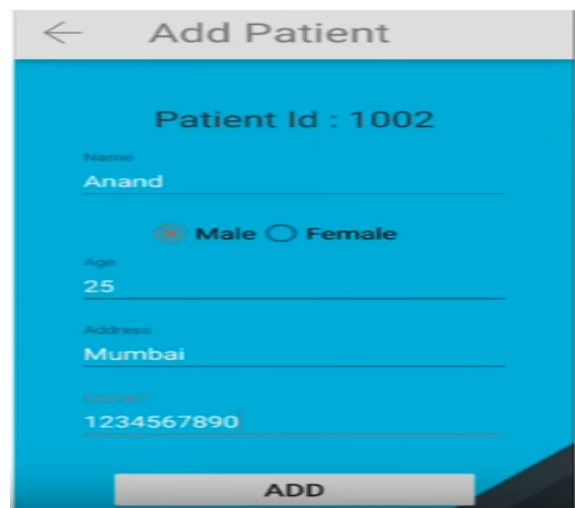 Add Patient
Patient Id : 1002
Name
Anand
Male Female
Age
25
Address
Mumbai
1234567890
ADD